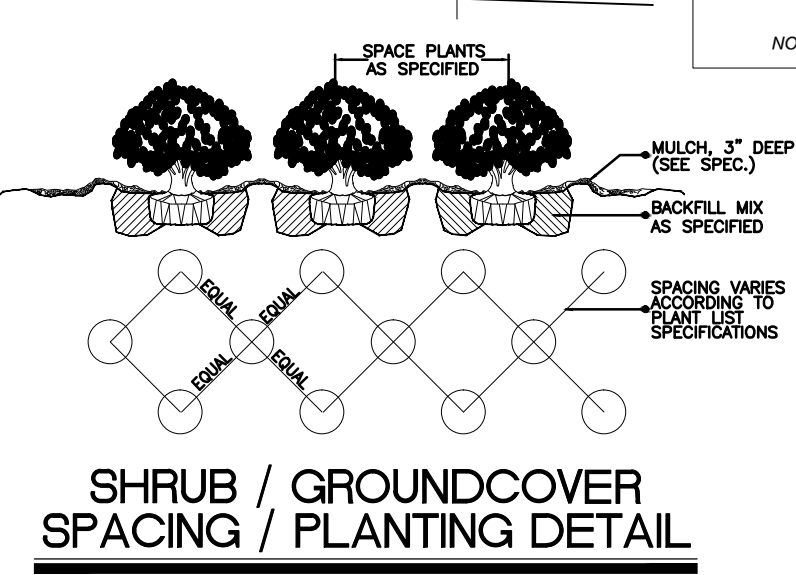 NO
SPACE PLANTS
AS SPECIFIED
MULCH, 3" DEEP
(SEE SPEC.)
BACKFILL MIX
AS SPECIFIED
EQUAL
EQUAL
EQUAL
EQUAL
SPACING VARIES
ACCORDING TO
PLANT LIST
SPECIFICATIONS
SHRUB / GROUNDCOVER
SPACING / PLANTING DETAIL